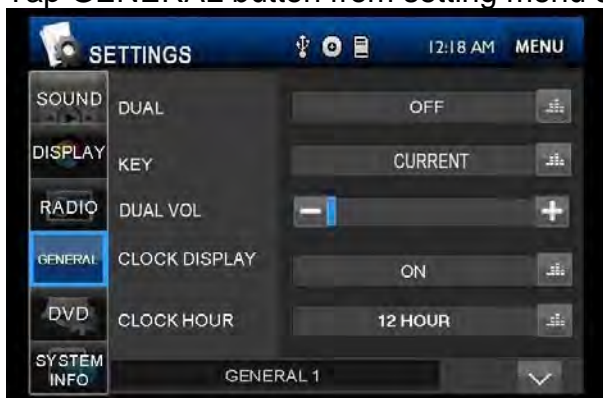 Tap GENERAL button from setting menu
SETTINGS 12:18 AM MENU
SOUND DUAL OFF
DISPLAY KEY CURRENT
RADIO DUAL VOL
GENERAL CLOCK DISPLAY ON
DVD CLOCK HOUR 12 HOUR
SYSTEM INFO GENERAL 1